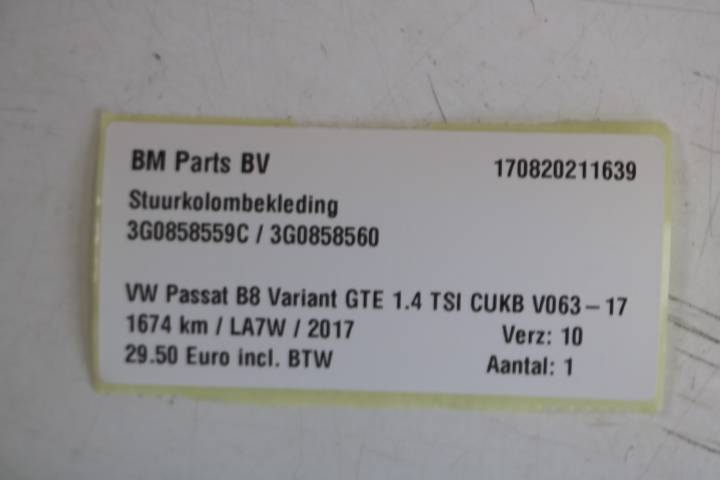 BM Parts BV 170820211639
Stuurkolombekleding
3G0858559C / 3G0858560
VW Passat B8 Variant GTE 1.4 TSI CUKB V063-17
1674 km / LA7W / 2017 Verz: 10
29.50 Euro incl. BTW Aantal: 1